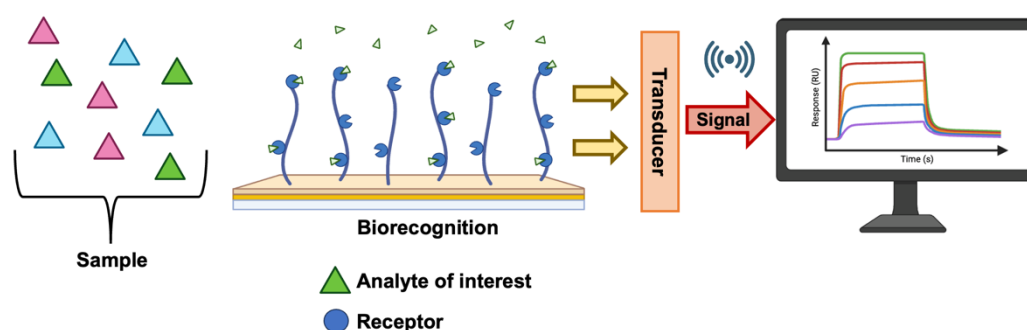 Sample
Biorecognition
Transducer
Signal
Response (RU)
Time (s)
Analyte of interest
Receptor